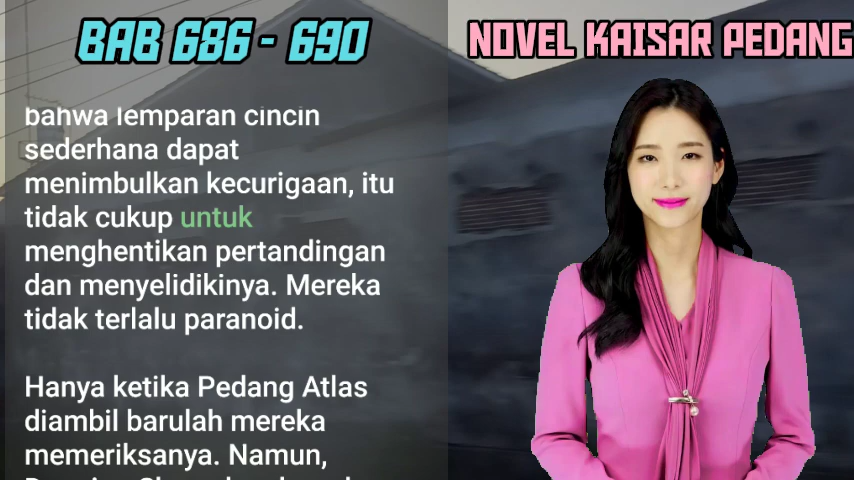 BAB 686 - 690
NOVEL KAISAR PEDANG
bahwa lemparan cincin
sederhana dapat
menimbulkan kecurigaan, itu
tidak cukup untuk
menghentikan pertandingan
dan menyelidikinya. Mereka
tidak terlalu paranoid.
Hanya ketika Pedang Atlas
diambil barulah mereka
memeriksanya. Namun,